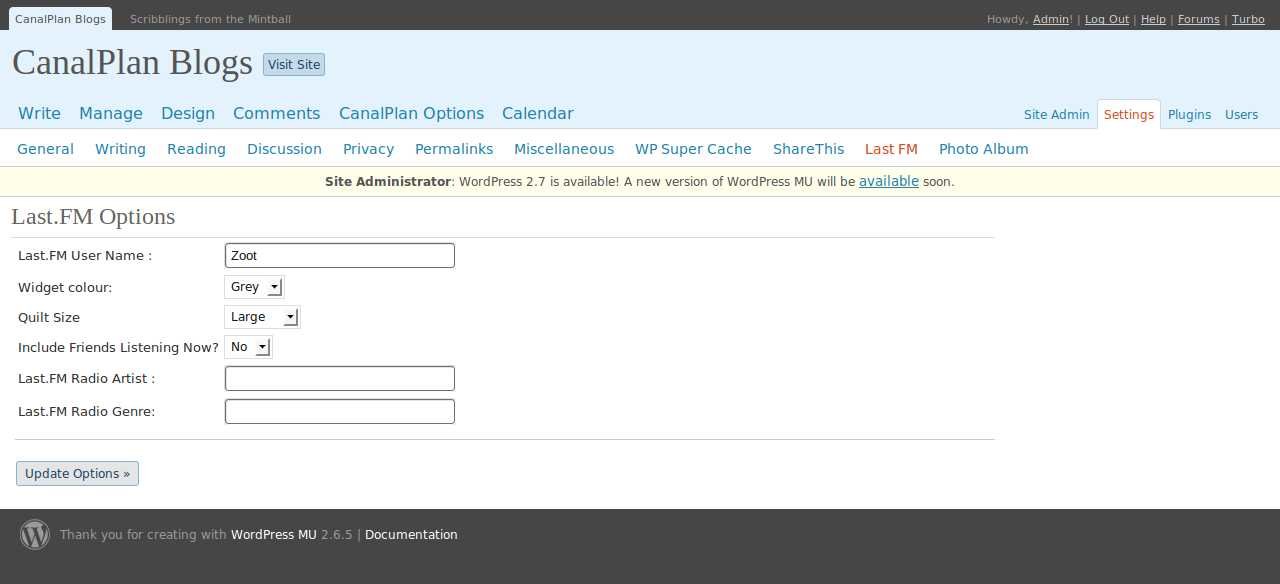 CanalPlan Blogs Scribblings from the Mintball Howdy, Admin! | Log Out | Help | Forums | Turbo
CanalPlan Blogs Visit Site
Write Manage Design Comments CanalPlan Options Calendar Site Admin Settings Plugins Users
General Writing Reading Discussion Privacy Permalinks Miscellaneous WP Super Cache ShareThis Last FM Photo Album
Site Administrator: WordPress 2.7 is available! A new version of WordPress MU will be available soon.
Last.FM Options
Last.FM User Name : Zoot
Widget colour: Grey
Quilt Size Large
Include Friends Listening Now? No
Last.FM Radio Artist :
Last.FM Radio Genre:
Update Options »
Thank you for creating with WordPress MU 2.6.5 | Documentation